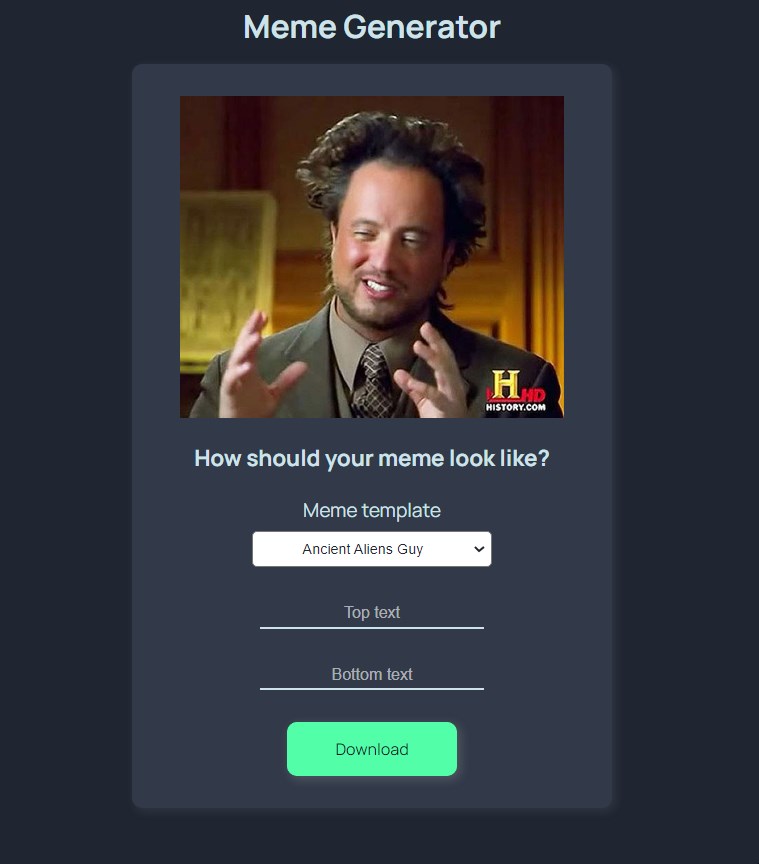 Meme Generator
H HD
HISTORY.COM
How should your meme look like?
Meme template
Ancient Aliens Guy
Top text
Bottom text
Download